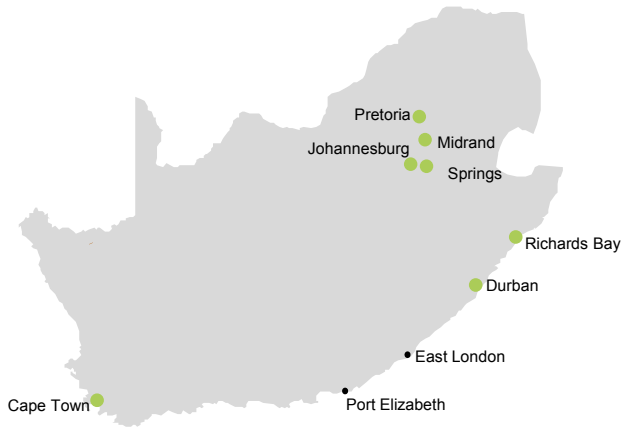 Pretoria
Midrand
Johannesburg
Springs
Richards Bay
Durban
East London
Cape Town
Port Elizabeth